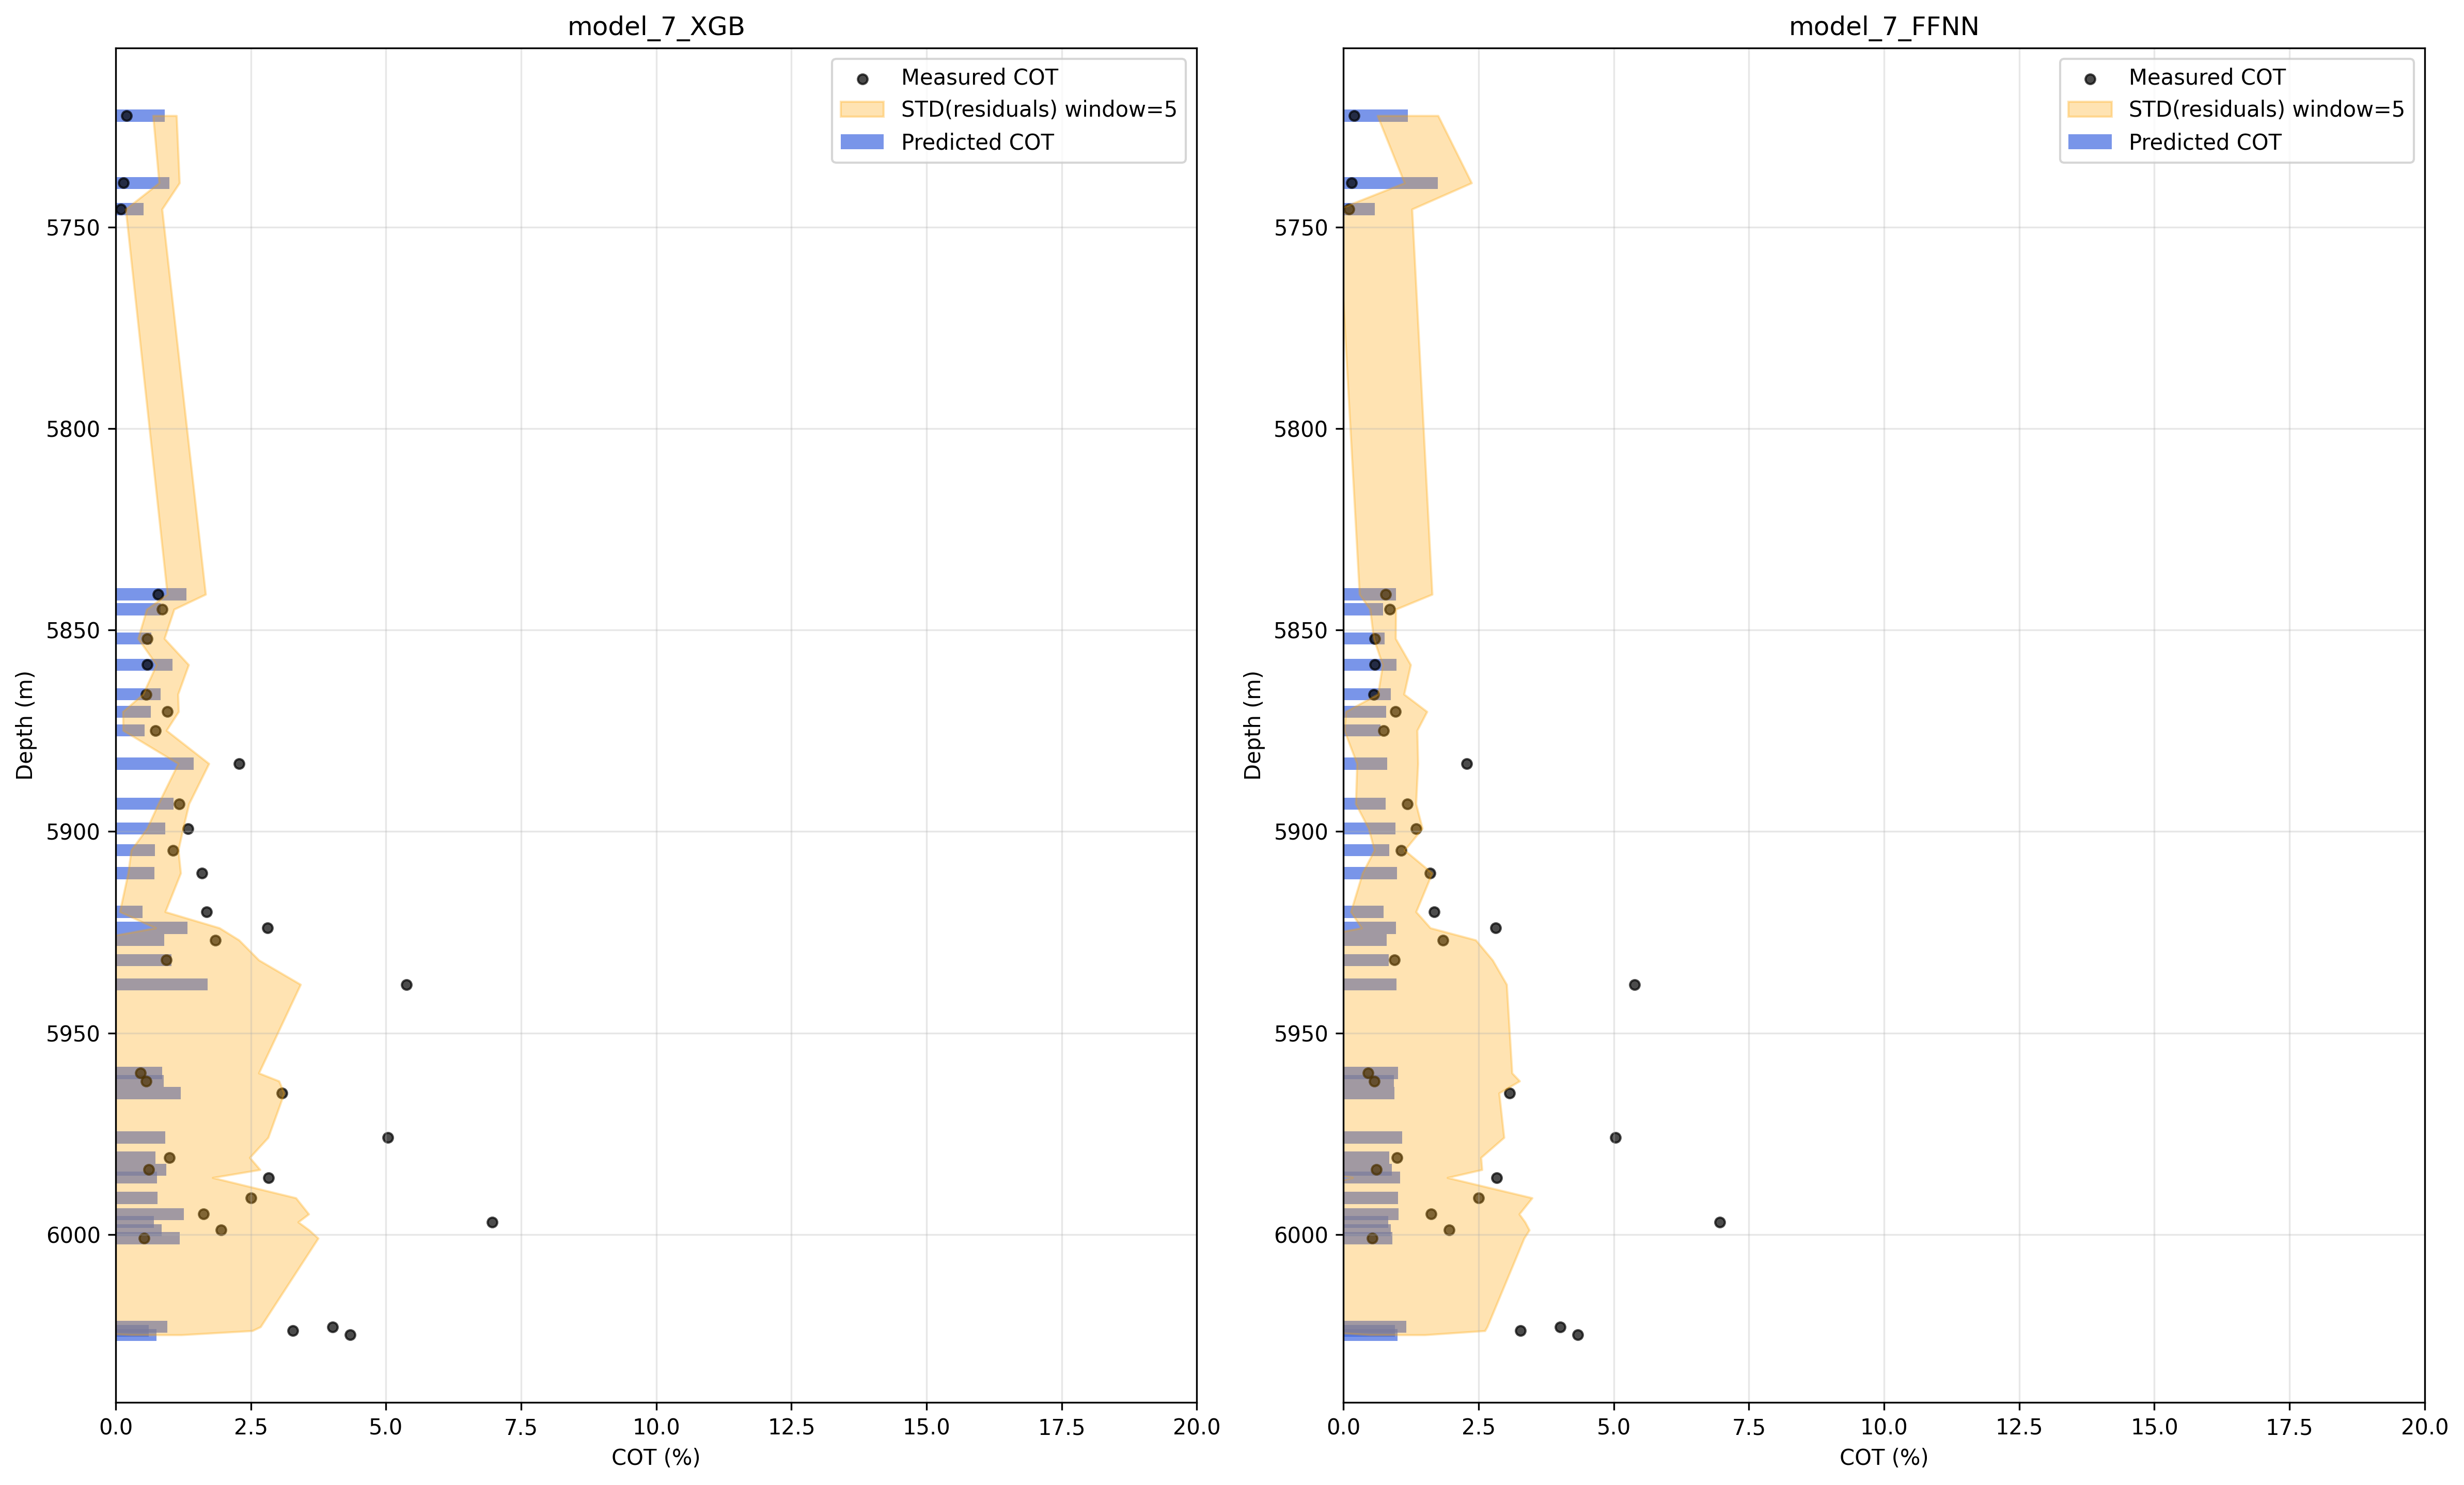 model_7_XGB
Measured COT
STD(residuals) window=5
Predicted COT
5750
5800
5850
5900
5950
6000
Depth (m)
0.0 2.5 5.0 7.5 10.0 12.5 15.0 17.5 20.0
COT (%)
model_7_FFNN
Measured COT
STD(residuals) window=5
Predicted COT
5750
5800
5850
5900
5950
6000
Depth (m)
0.0 2.5 5.0 7.5 10.0 12.5 15.0 17.5 20.0
COT (%)